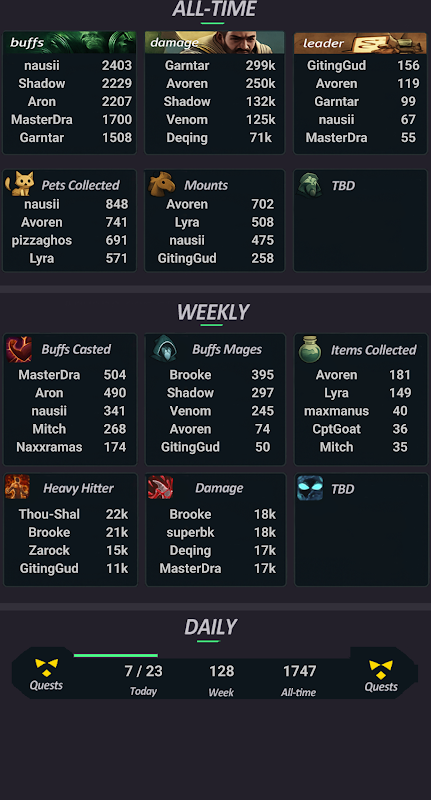 ALL-TIME
buffs
nausii 2403
Shadow 2229
Aron 2207
MasterDra 1700
Garntar 1508
damage
Garntar 299k
Avoren 250k
Shadow 132k
Venom 125k
Deqing 71k
leader
GitingGud 156
Avoren 119
Garntar 99
nausii 67
MasterDra 55
Pets Collected
nausii 848
Avoren 741
pizzaghos 691
Lyra 571
Mounts
Avoren 702
Lyra 508
nausii 475
GitingGud 258
TBD
WEEKLY
Buffs Casted
MasterDra 504
Aron 490
nausii 341
Mitch 268
Naxxramas 174
Buffs Mages
Brooke 395
Shadow 297
Venom 245
Avoren 74
GitingGud 50
Items Collected
Avoren 181
Lyra 149
maxmanus 40
CptGoat 36
Mitch 35
Heavy Hitter
Thou-Shal 22k
Brooke 21k
Zarock 15k
GitingGud 11k
Damage
Brooke 18k
superbk 18k
Deqing 17k
MasterDra 17k
TBD
DAILY
Quests
7 / 23
Today
128
Week
1747
All-time
Quests